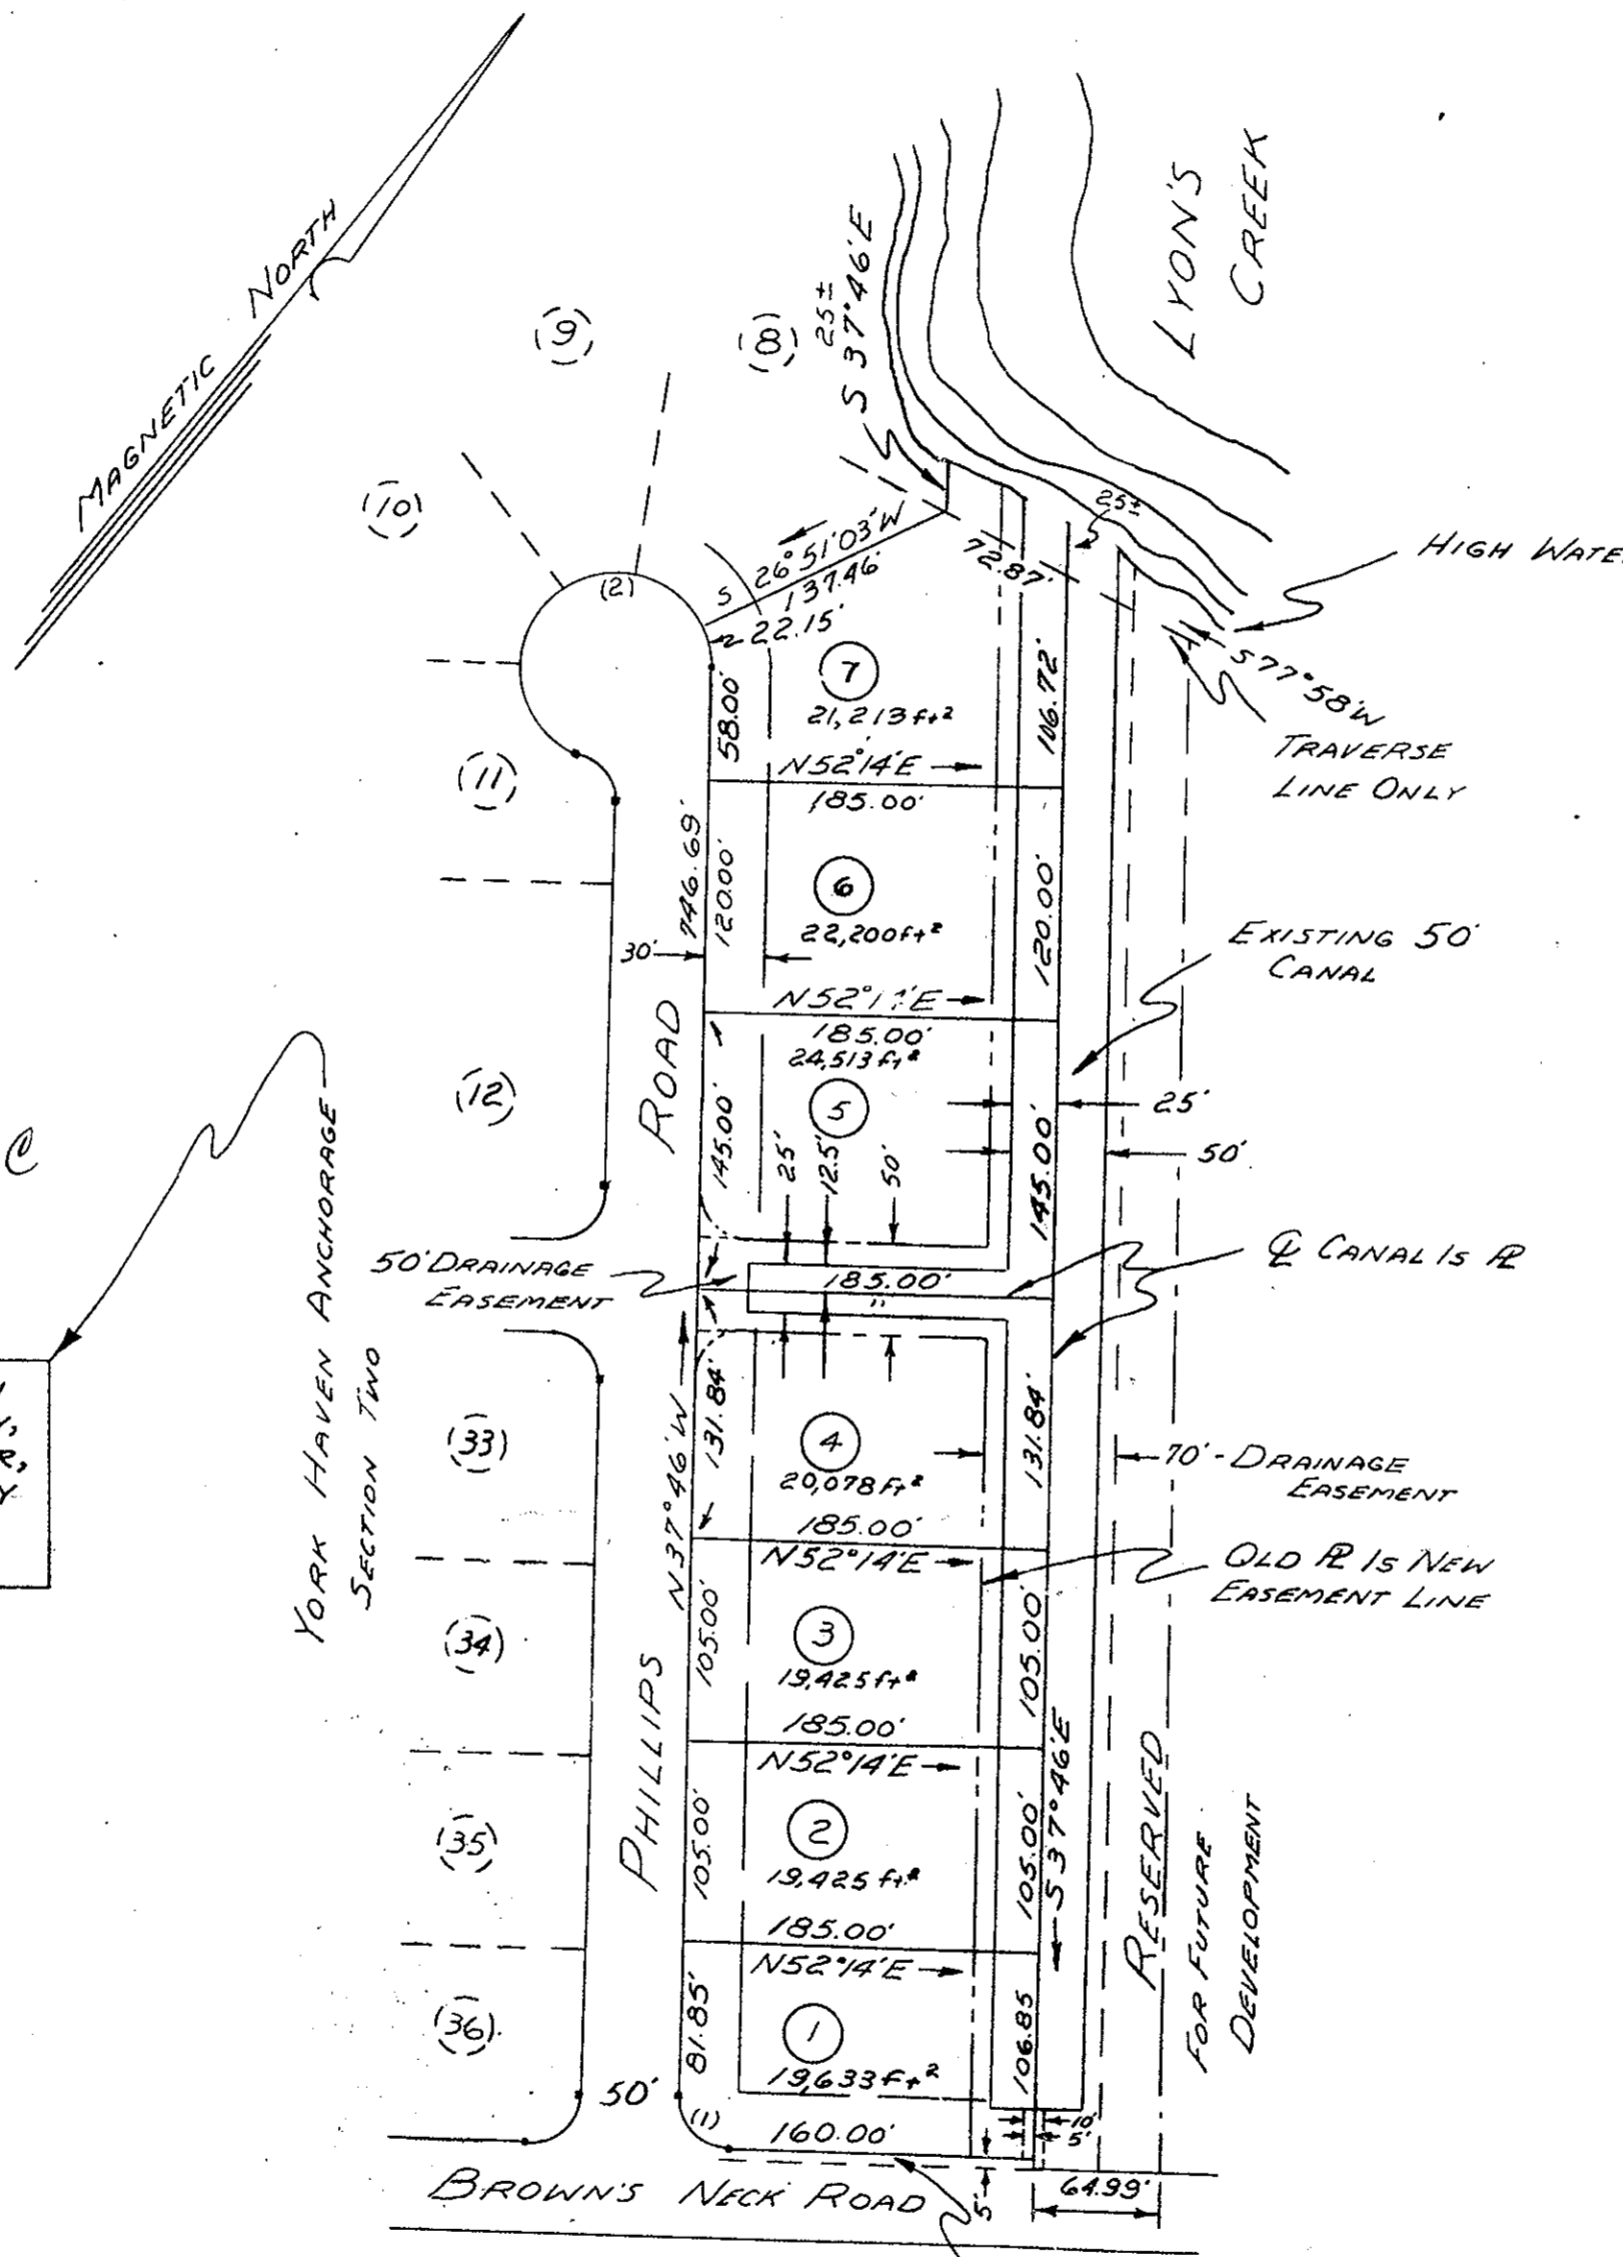 MAGNETIC NORTH
LYON'S
CREEK
(9)
(8)
25±
S 37°46'E
(10)
(2)
S 26°51'03"W
137.46'
22.15'
72.87'
25±
HIGH WATE
S 77°58'W
TRAVERSE
LINE ONLY
7
21,213 ft²
58.00'
106.72'
N52°14'E
185.00'
(11)
746.69'
120.00'
6
22,200 ft²
120.00'
30'
EXISTING 50'
CANAL
N52°14'E
185.00'
24,513 ft²
5
(12)
ROAD
145.00'
25'
12.5'
50'
145.00'
25'
50'
₵ CANAL IS ⅊
50' DRAINAGE
EASEMENT
185.00'
"
YORK HAVEN ANCHORAGE
SECTION TWO
(33)
N37°46'W
131.84'
4
20,078 ft²
131.84'
70'-DRAINAGE
EASEMENT
185.00'
N52°14'E
OLD ⅊ IS NEW
EASEMENT LINE
(34)
105.00'
3
19,425 ft²
105.00'
185.00'
N52°14'E
PHILLIPS
(35)
105.00'
2
19,425 ft²
105.00'
S 37°46'E
185.00'
N52°14'E
RESERVED
FOR FUTURE
DEVELOPMENT
(36)
81.85'
1
19,633 ft²
106.85
50'
(1)
160.00'
10'
5'
BROWN'S NECK ROAD
5'
64.99'